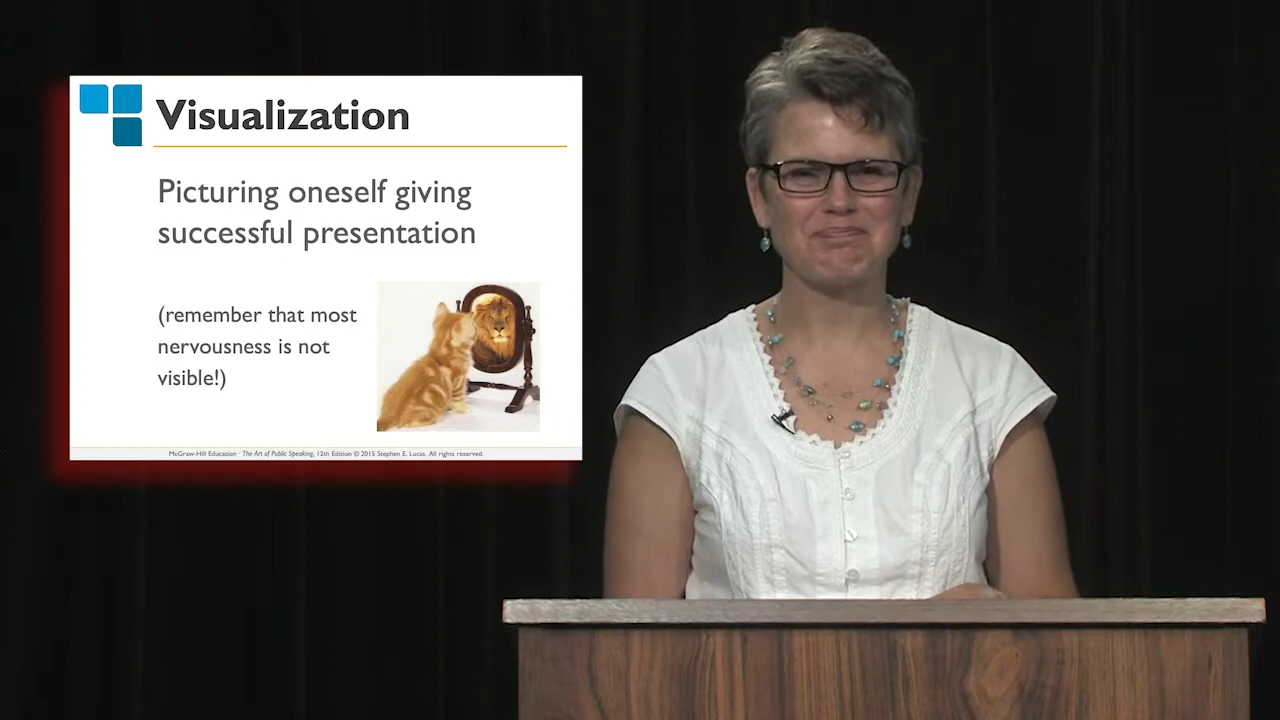 Visualization
Picturing oneself giving
successful presentation
(remember that most
nervousness is not
visible!)
McGraw-Hill Education · The Art of Public Speaking, 12th Edition © 2015 Stephen E. Lucas. All rights reserved.